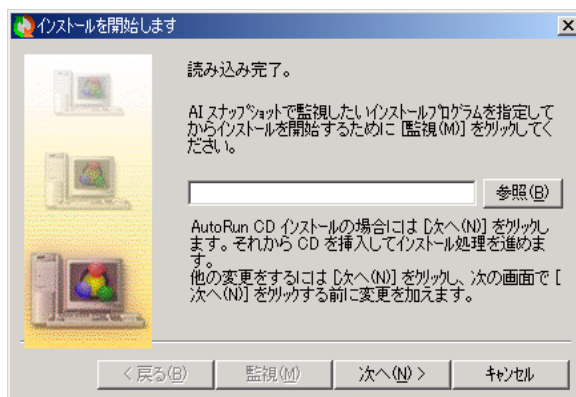 インストールを開始します
読み込み完了。
AI スナップショットで監視したいインストールプログラムを指定して
からインストールを開始するために [監視(M)] をクリックしてく
ださい。
参照(B)
AutoRun CD インストールの場合には [次へ(N)] をクリックし
ます。それから CD を挿入してインストール処理を進めま
す。
他の変更をするには [次へ(N)] をクリックし、次の画面で [
次へ(N)] をクリックする前に変更を加えます。
< 戻る(B)
監視(M)
次へ(N) >
キャンセル